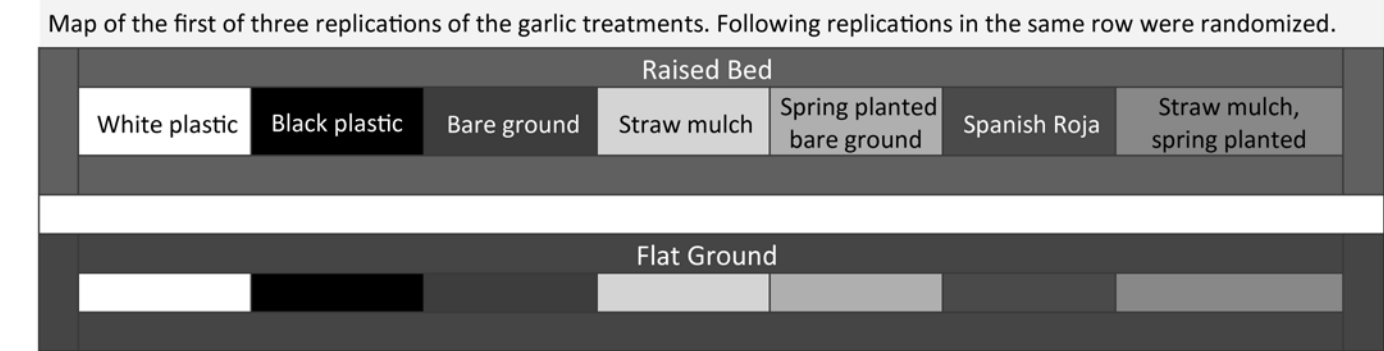 Map of the first of three replications of the garlic treatments. Following replications in the same row were randomized.
Raised Bed
White plastic
Black plastic
Bare ground
Straw mulch
Spring planted
bare ground
Spanish Roja
Straw mulch,
spring planted
Flat Ground